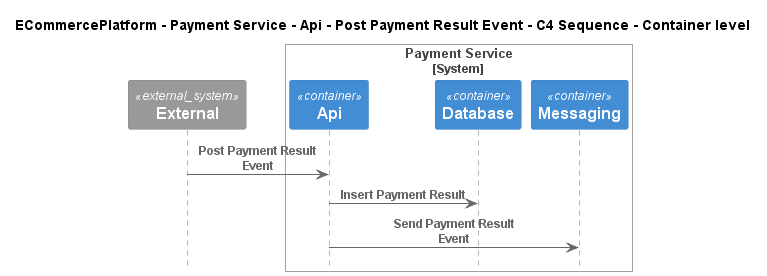 ECommercePlatform - Payment Service - Api - Post Payment Result Event - C4 Sequence - Container level
Payment Service
[System]
«external_system» «container» «container» «container»
External Api Database Messaging
Post Payment Result
Event
Insert Payment Result
Send Payment Result
Event